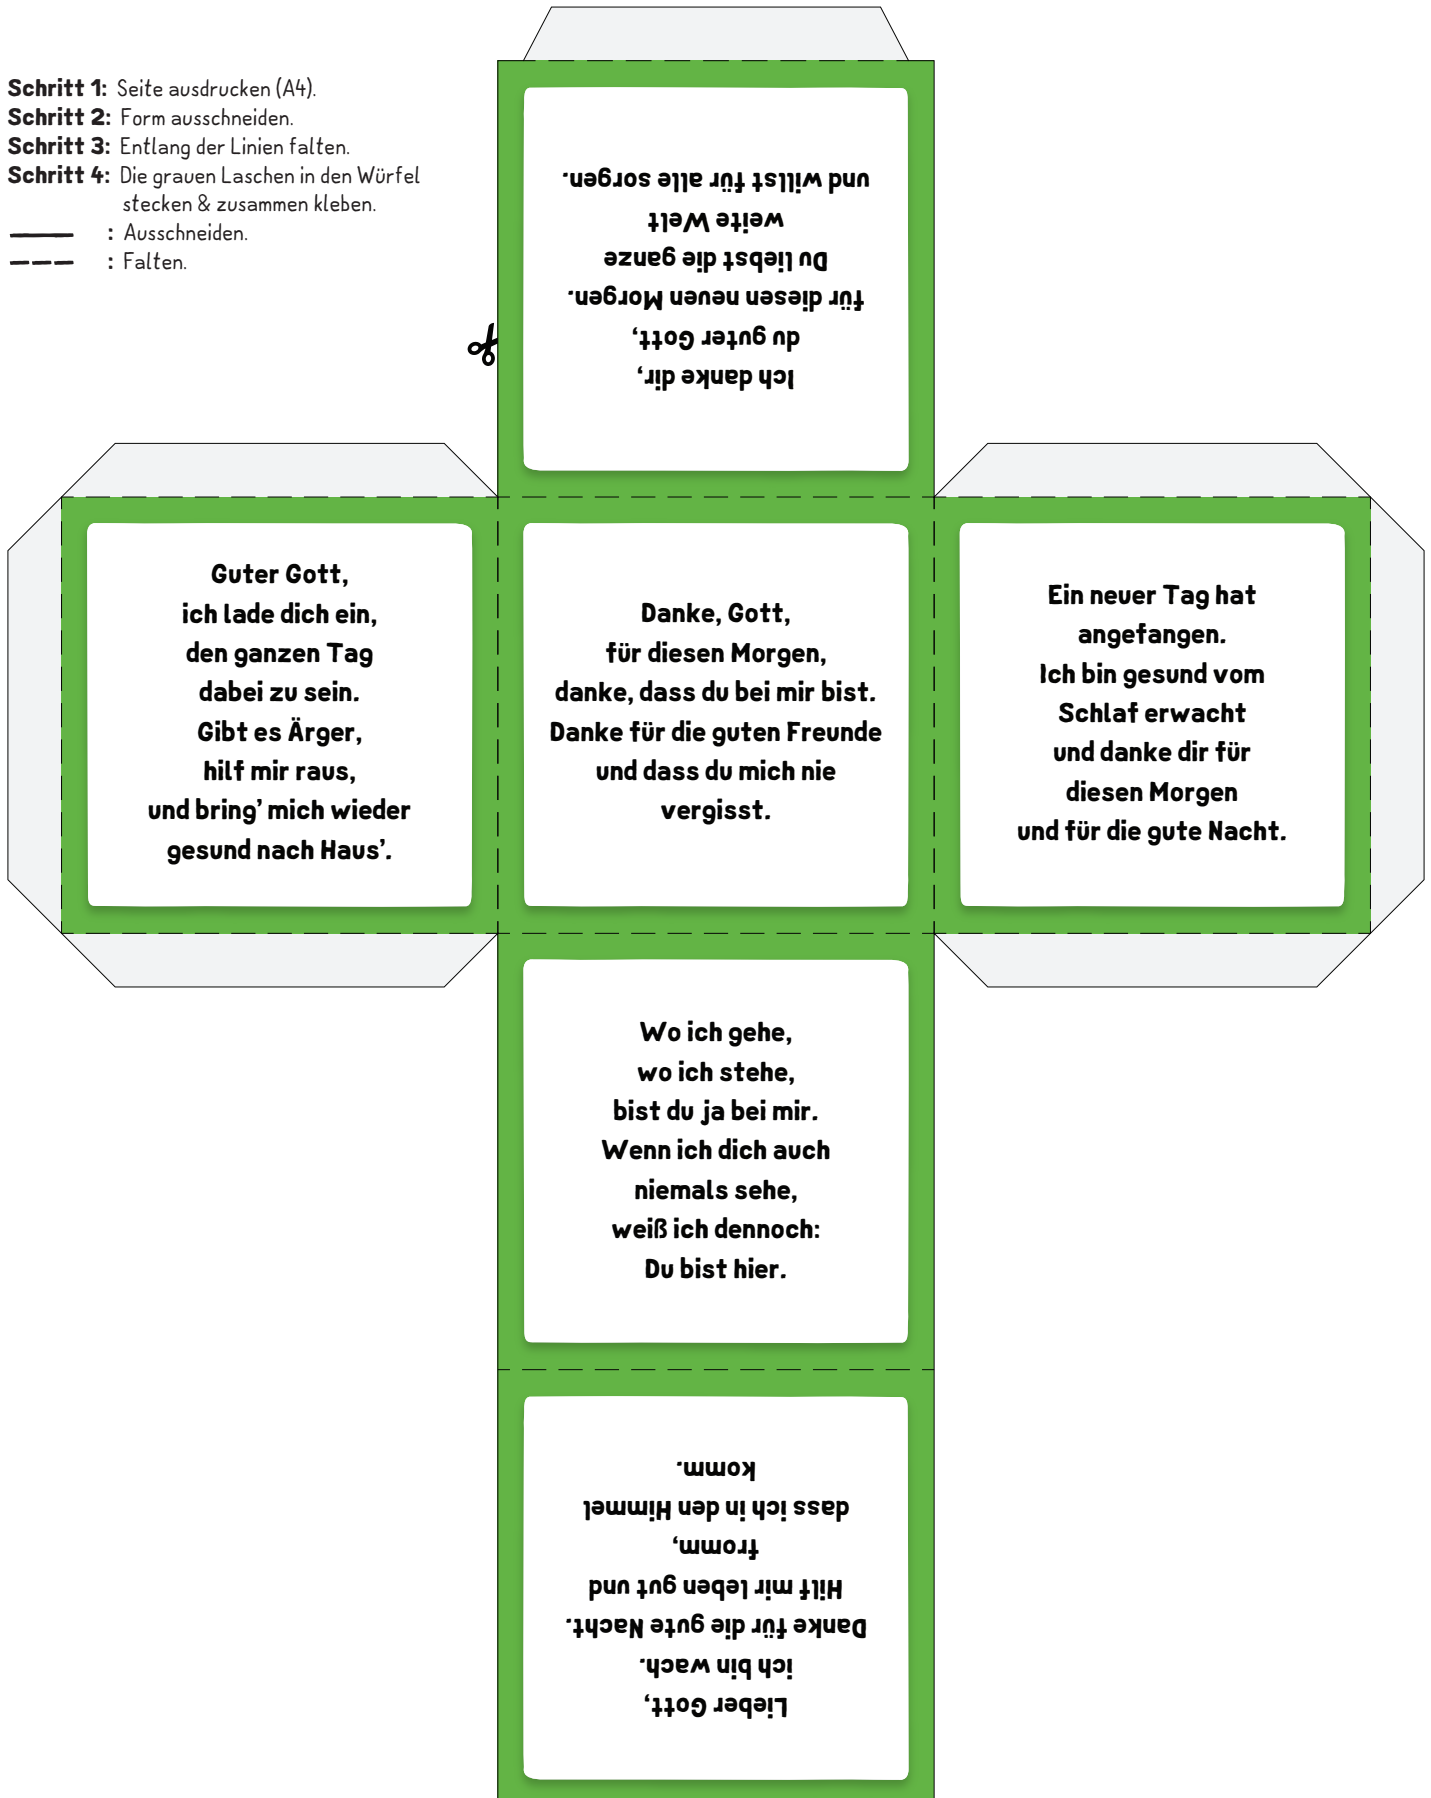 Schritt 1: Seite ausdrucken (A4).
Schritt 2: Form ausschneiden.
Schritt 3: Entlang der Linien falten.
Schritt 4: Die grauen Laschen in den Würfel
stecken & zusammen kleben.
: Ausschneiden.
: Falten.
Ich danke dir,
du guter Gott,
für diesen neuen Morgen.
Du liebst die ganze
weite Welt
und willst für alle sorgen.
Guter Gott,
ich lade dich ein,
den ganzen Tag
dabei zu sein.
Gibt es Ärger,
hilf mir raus,
und bring’ mich wieder
gesund nach Haus’.
Danke, Gott,
für diesen Morgen,
danke, dass du bei mir bist.
Danke für die guten Freunde
und dass du mich nie
vergisst.
Ein neuer Tag hat
angefangen.
Ich bin gesund vom
Schlaf erwacht
und danke dir für
diesen Morgen
und für die gute Nacht.
Wo ich gehe,
wo ich stehe,
bist du ja bei mir.
Wenn ich dich auch
niemals sehe,
weiß ich dennoch:
Du bist hier.
Lieber Gott,
ich bin wach.
Danke für die gute Nacht.
Hilf mir leben gut und
fromm,
dass ich in den Himmel
komm.